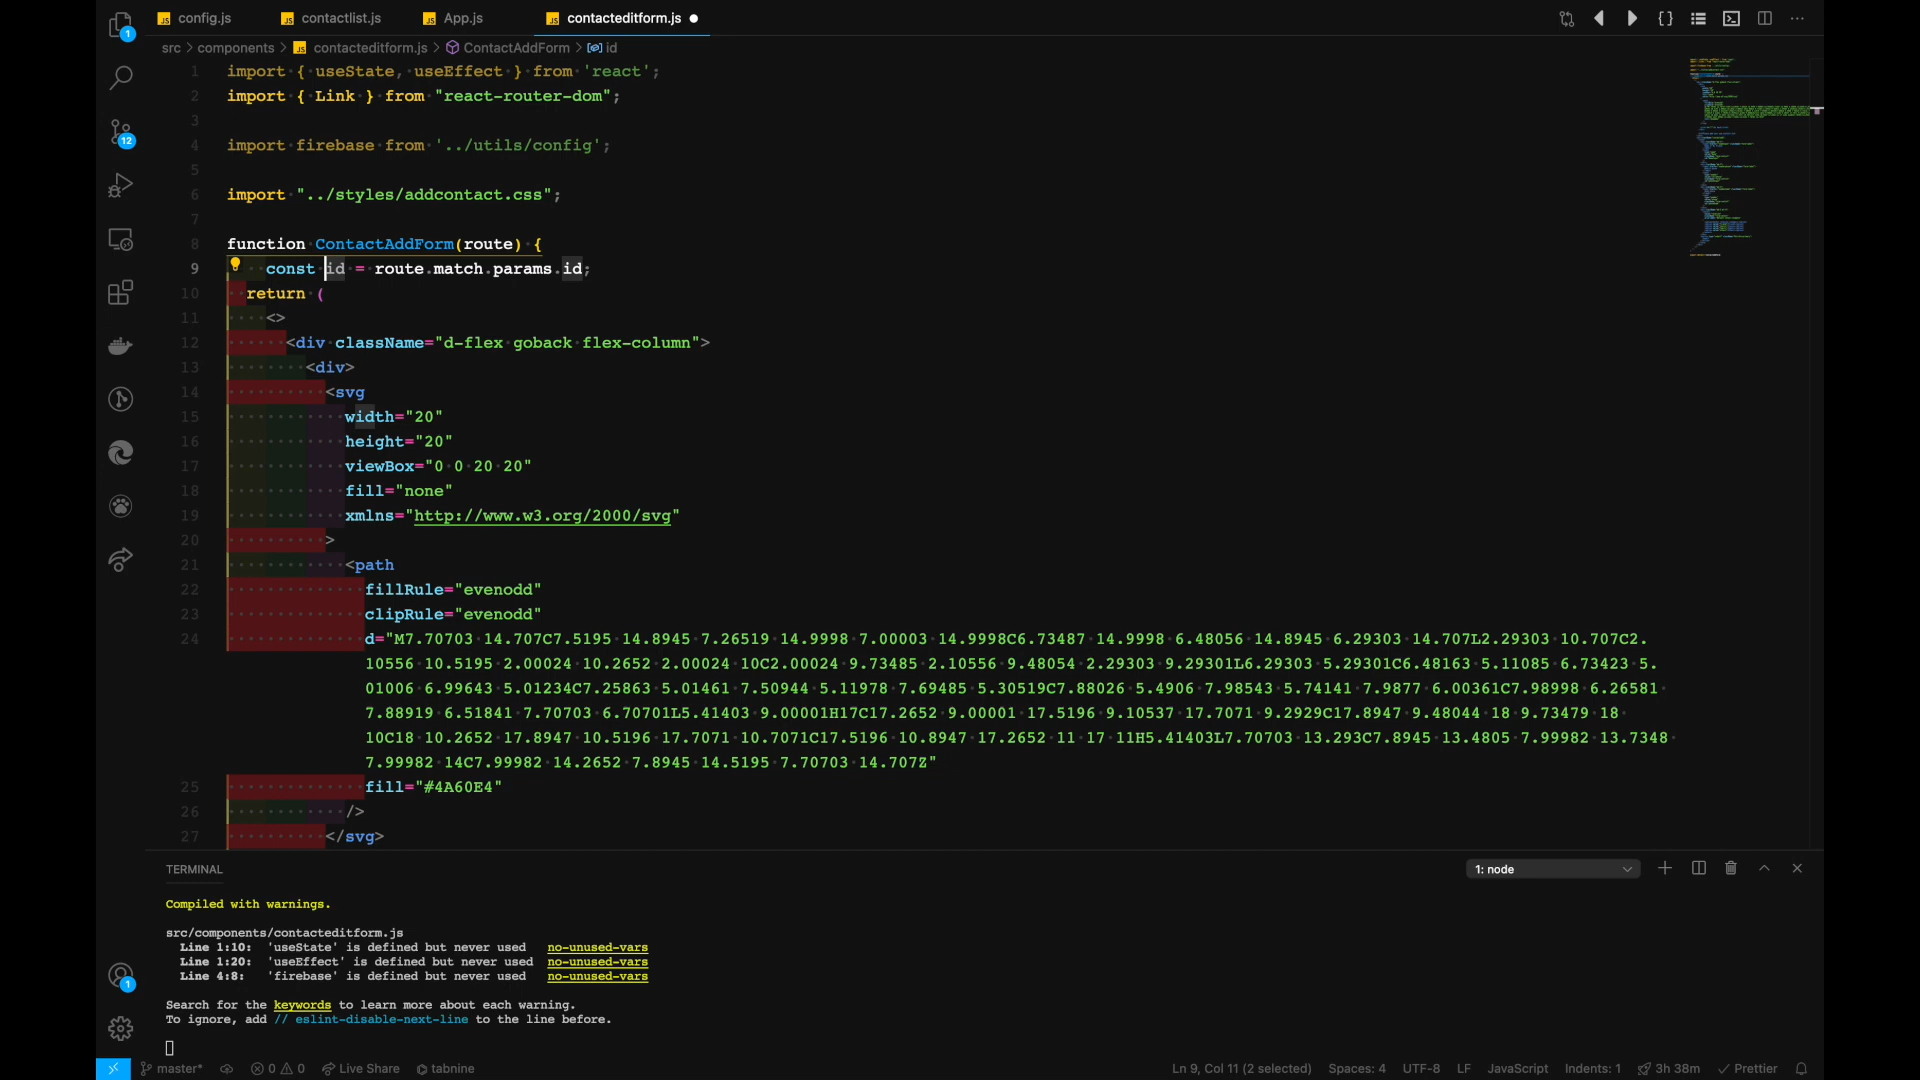 config.js contactlist.js App.js contacteditform.js
src > components > contacteditform.js > ContactAddForm > id
1 import { useState, useEffect } from 'react';
2 import { Link } from "react-router-dom";
3
4 import firebase from '../utils/config';
5
6 import "../styles/addcontact.css";
7
8 function ContactAddForm(route) {
9 const id = route.match.params.id;
10 return (
11 <>
12 <div className="d-flex goback flex-column">
13 <div>
14 <svg
15 width="20"
16 height="20"
17 viewBox="0 0 20 20"
18 fill="none"
19 xmlns="http://www.w3.org/2000/svg"
20 >
21 <path
22 fillRule="evenodd"
23 clipRule="evenodd"
24 d="M7.70703 14.707C7.5195 14.8945 7.26519 14.9998 7.00003 14.9998C6.73487 14.9998 6.48056 14.8945 6.29303 14.707L2.29303 10.707C2.
10556 10.5195 2.00024 10.2652 2.00024 10C2.00024 9.73485 2.10556 9.48054 2.29303 9.29301L6.29303 5.29301C6.48163 5.11085 6.73423 5.
01006 6.99643 5.01234C7.25863 5.01461 7.50944 5.11978 7.69485 5.30519C7.88026 5.4906 7.98543 5.74141 7.9877 6.00361C7.98998 6.26581
7.88919 6.51841 7.70703 6.70701L5.41403 9.00001H17C17.2652 9.00001 17.5196 9.10537 17.7071 9.2929C17.8947 9.48044 18 9.73479 18
10C18 10.2652 17.8947 10.5196 17.7071 10.7071C17.5196 10.8947 17.2652 11 17 11H5.41403L7.70703 13.293C7.8945 13.4805 7.99982 13.7348
7.99982 14C7.99982 14.2652 7.8945 14.5195 7.70703 14.707Z"
25 fill="#4A60E4"
26 />
27 </svg>
TERMINAL 1: node
Compiled with warnings.
src/components/contacteditform.js
Line 1:10: 'useState' is defined but never used no-unused-vars
Line 1:20: 'useEffect' is defined but never used no-unused-vars
Line 4:8: 'firebase' is defined but never used no-unused-vars
Search for the keywords to learn more about each warning.
To ignore, add // eslint-disable-next-line to the line before.
master* 0 0 Live Share tabnine Ln 9, Col 11 (2 selected) Spaces: 4 UTF-8 LF JavaScript Indents: 1 3h 38m Prettier
1
12
1